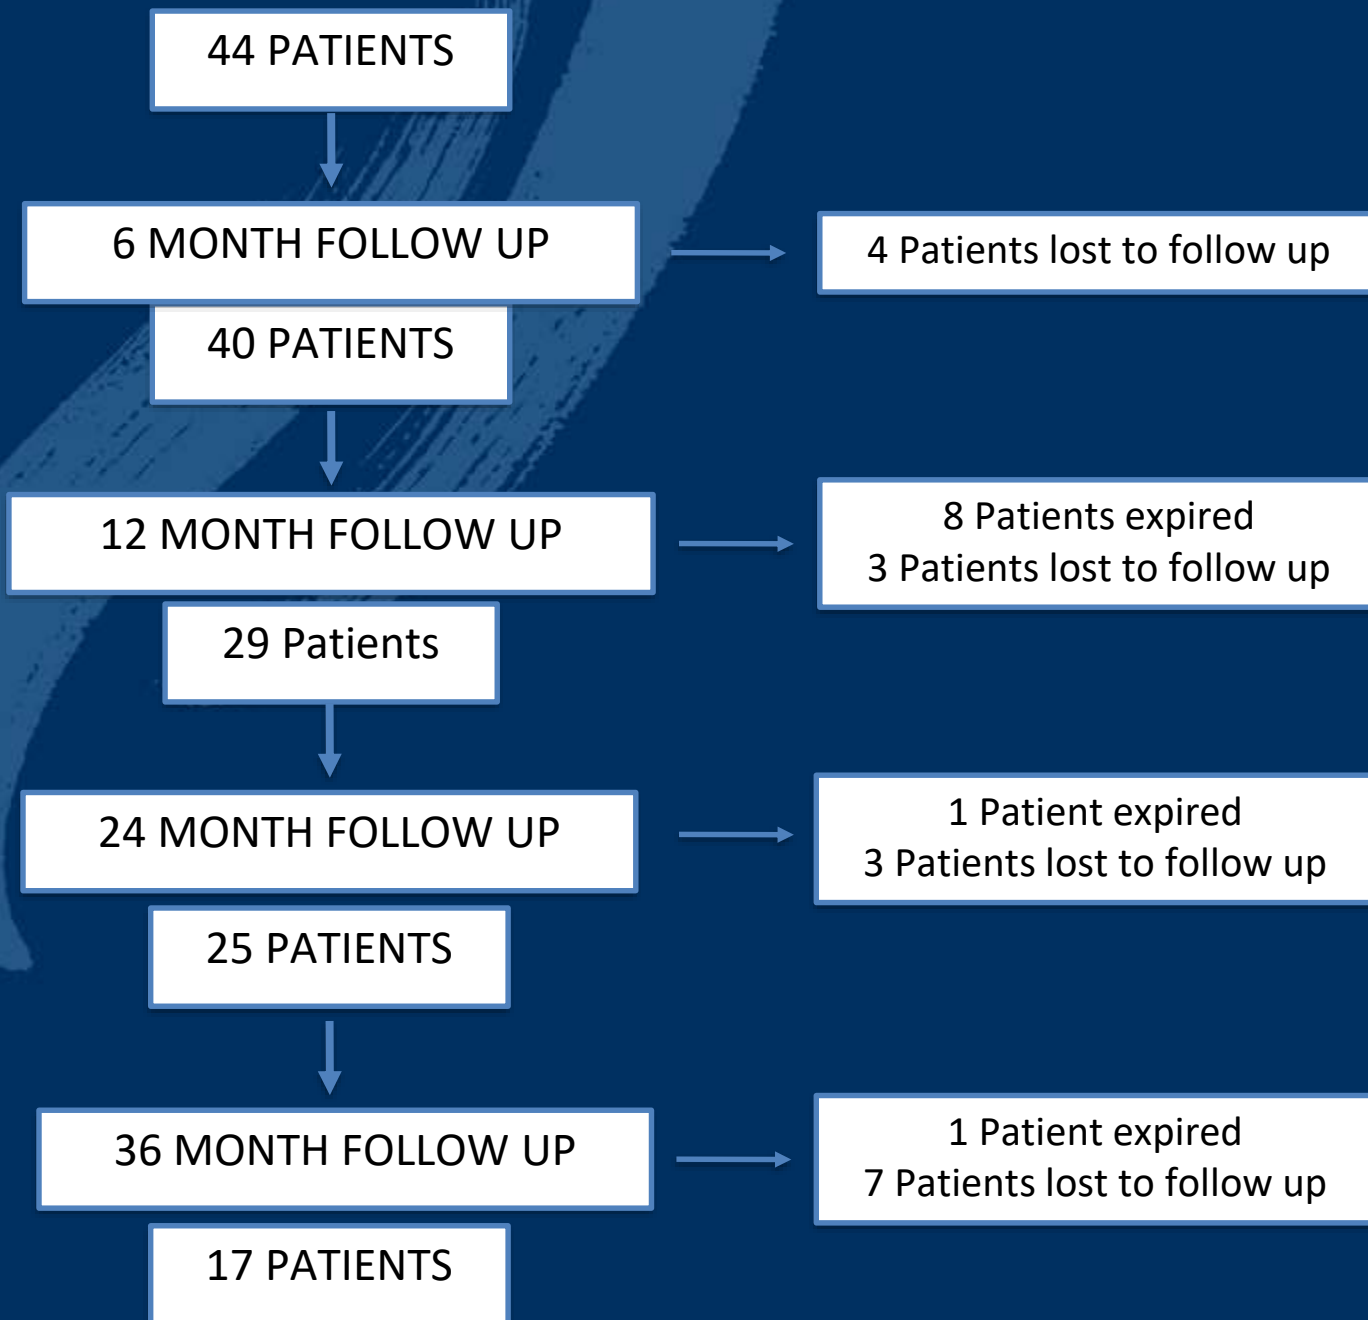 44 PATIENTS
6 MONTH FOLLOW UP
4 Patients lost to follow up
40 PATIENTS
12 MONTH FOLLOW UP
8 Patients expired
3 Patients lost to follow up
29 Patients
24 MONTH FOLLOW UP
1 Patient expired
3 Patients lost to follow up
25 PATIENTS
36 MONTH FOLLOW UP
1 Patient expired
7 Patients lost to follow up
17 PATIENTS